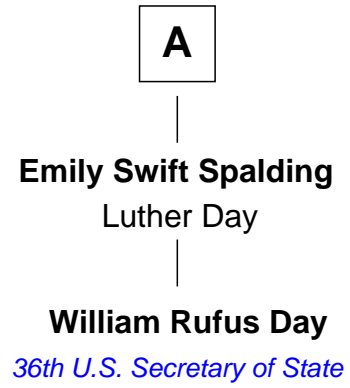 A
Emily Swift Spalding
Luther Day
William Rufus Day
36th U.S. Secretary of State